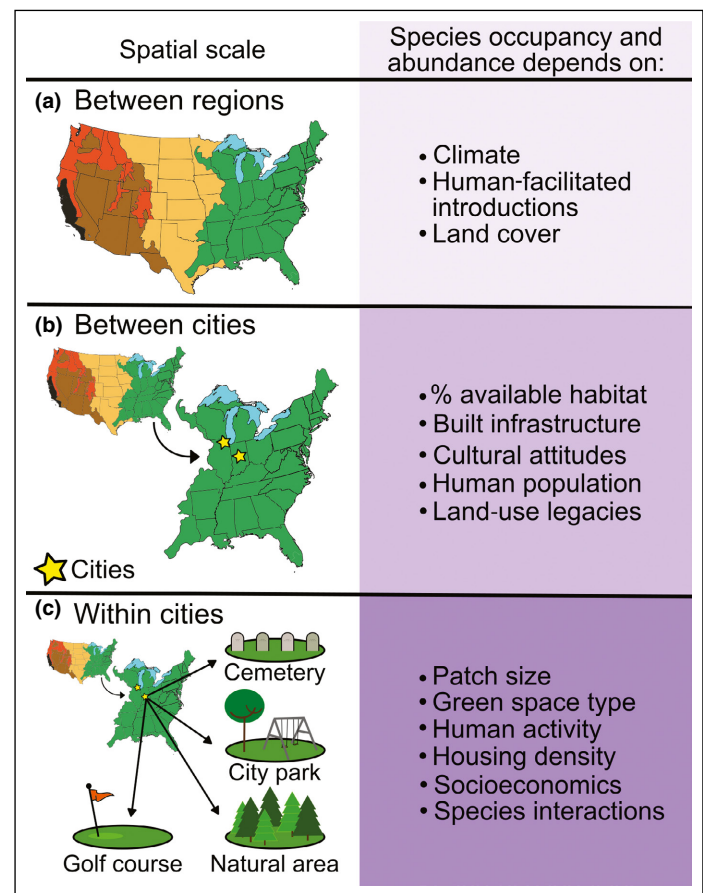 Spatial scale
Species occupancy and
abundance depends on:
(a) Between regions
• Climate
• Human-facilitated
introductions
• Land cover
(b) Between cities
• % available habitat
• Built infrastructure
• Cultural attitudes
• Human population
• Land-use legacies
Cities
(c) Within cities
Cemetery
City park
Golf course
Natural area
• Patch size
• Green space type
• Human activity
• Housing density
• Socioeconomics
• Species interactions